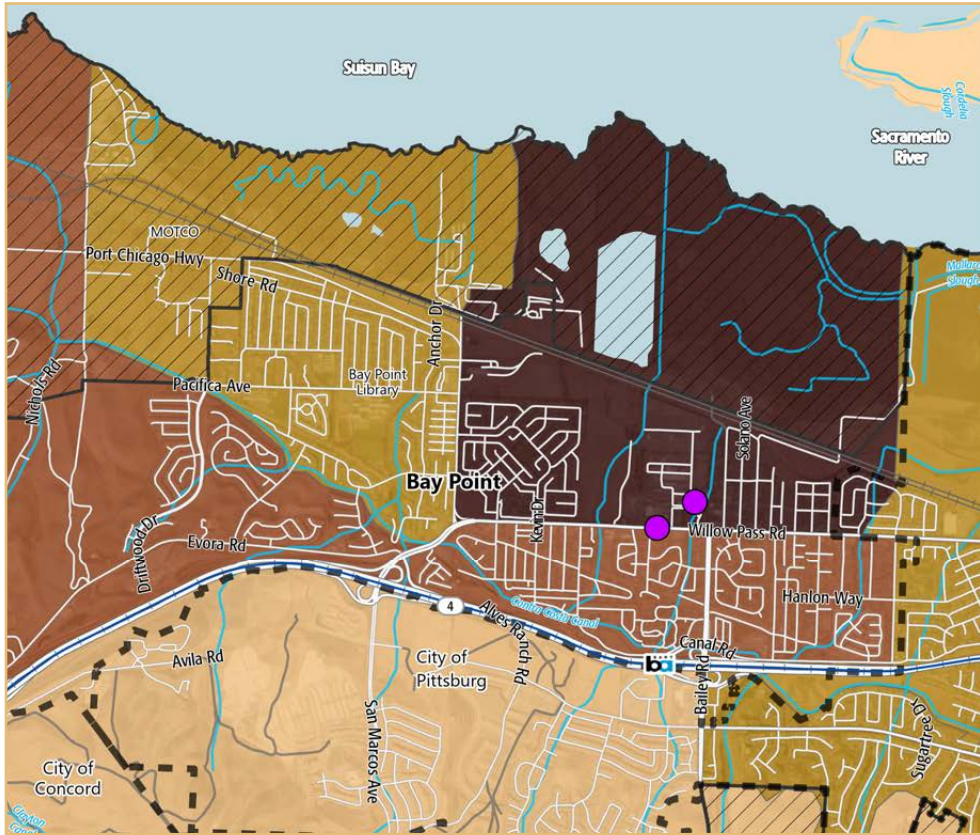 Suisun Bay
Cordelia
Slough
Sacramento
River
MOTCO
Port Chicago Hwy
Shore Rd
Mallard
Slough
Anchor Dr
Nichols Rd
Pacifica Ave
Bay Point
Library
Solano Ave
Bay Point
Kevin Dr
Willow Pass Rd
Driftwood Dr
Evora Rd
Hanlon Way
4
Alves Ranch Rd
Contra Costa Canal
Canal Rd
ba
Avila Rd
City of
Pittsburg
Bailey Rd
San Marcos Ave
Sugartree Dr
City of
Concord